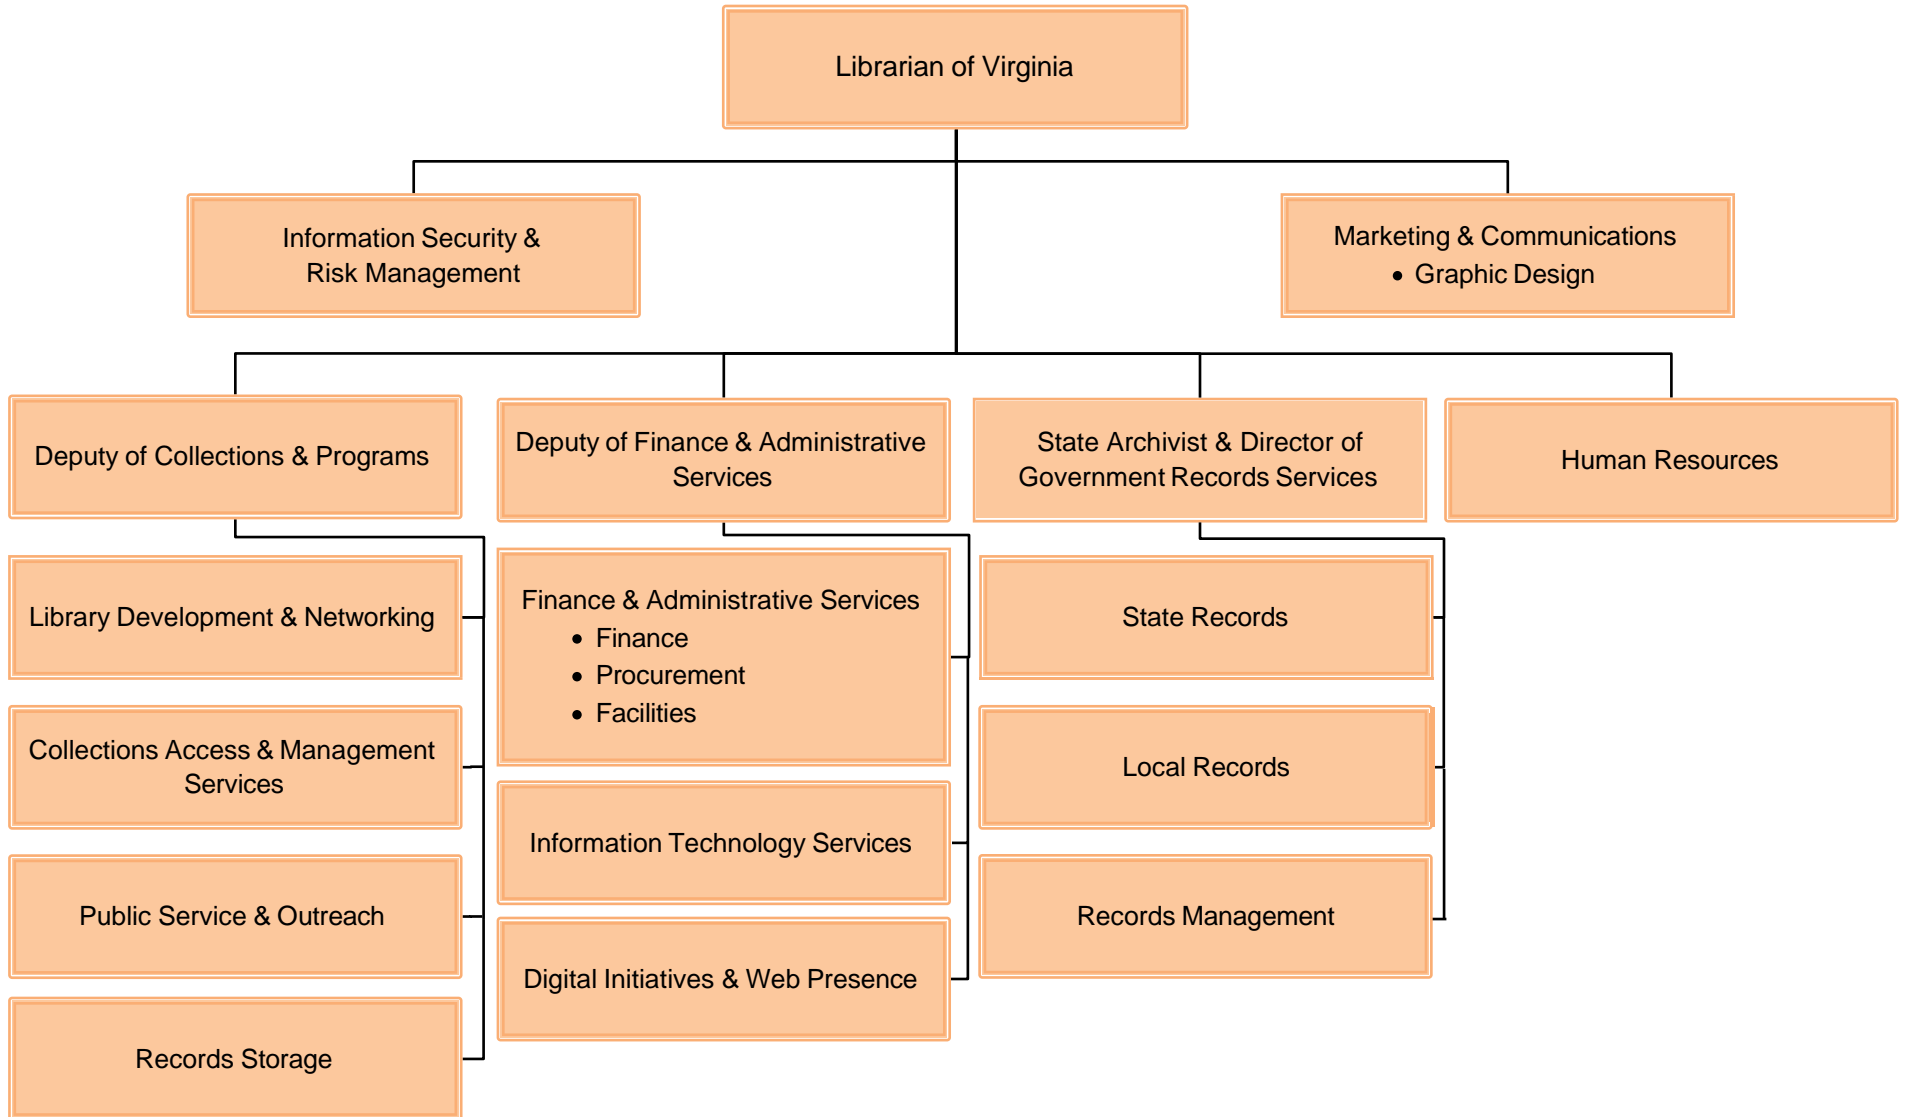 Librarian of Virginia
Information Security &
Risk Management
Marketing & Communications
• Graphic Design
Deputy of Collections & Programs
Deputy of Finance & Administrative
Services
State Archivist & Director of
Government Records Services
Human Resources
Library Development & Networking
Collections Access & Management
Services
Public Service & Outreach
Records Storage
Finance & Administrative Services
• Finance
• Procurement
• Facilities
Information Technology Services
Digital Initiatives & Web Presence
State Records
Local Records
Records Management